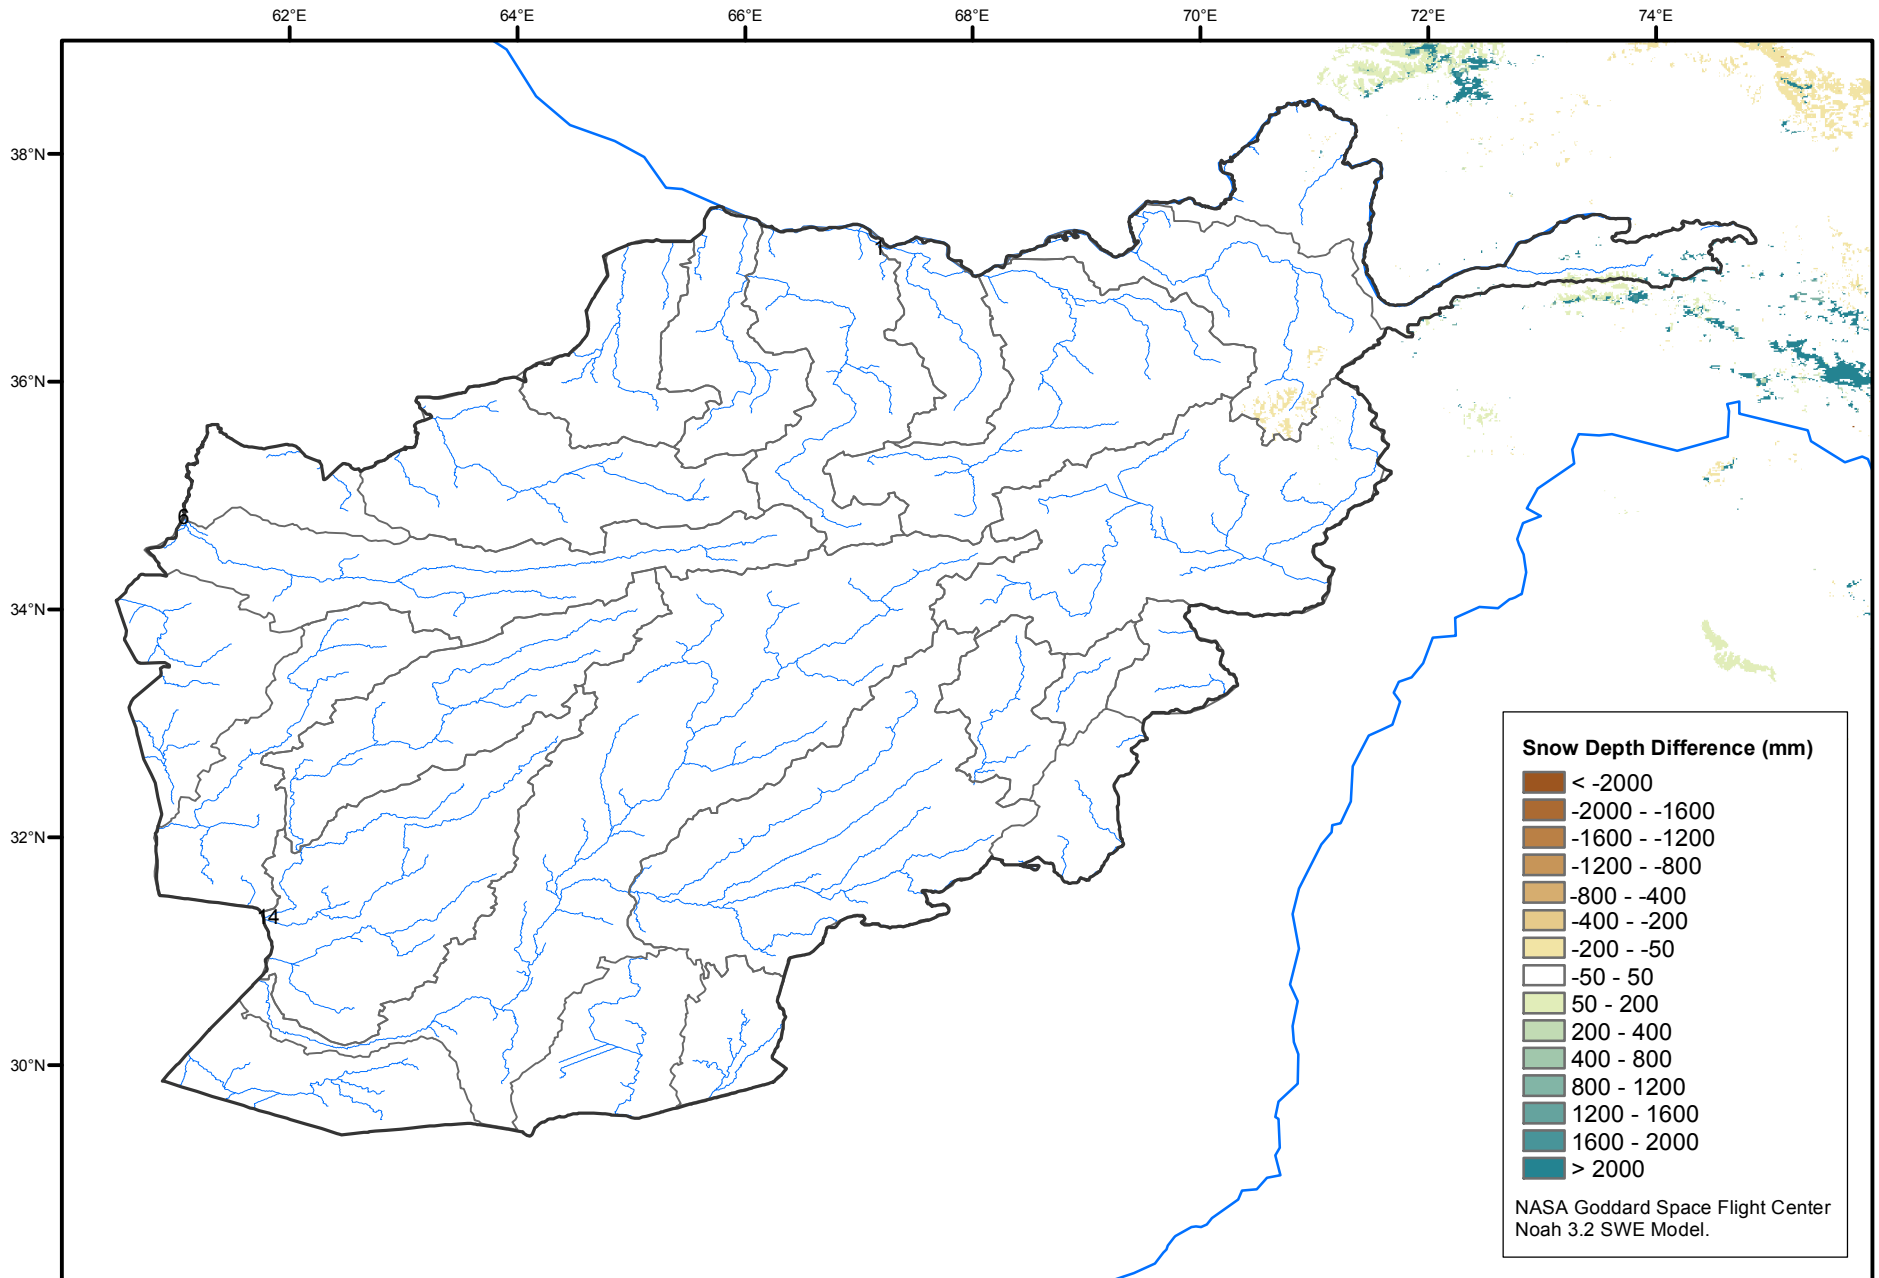 62°E 64°E 66°E 68°E 70°E 72°E 74°E
38°N
1
36°N
6
34°N
32°N
14
30°N
Snow Depth Difference (mm)
< -2000
-2000 - -1600
-1600 - -1200
-1200 - -800
-800 - -400
-400 - -200
-200 - -50
-50 - 50
50 - 200
200 - 400
400 - 800
800 - 1200
1200 - 1600
1600 - 2000
> 2000
NASA Goddard Space Flight Center
Noah 3.2 SWE Model.